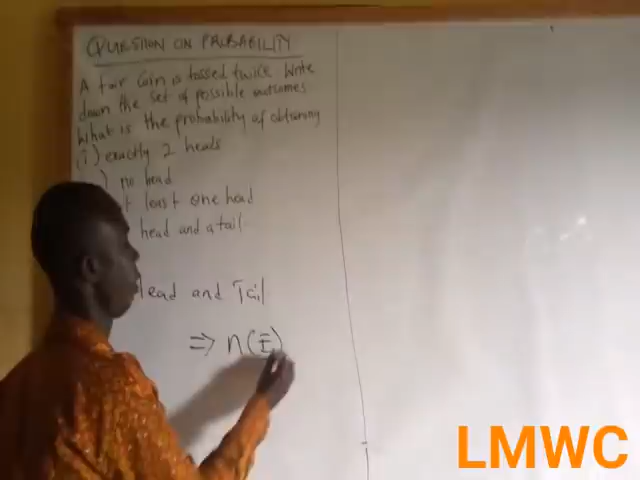 QUESTION ON PROBABILITY
A fair Coin is tossed twice. Write
down the set of possible outcomes.
What is the probability of obtaining
(i) exactly 2 heads
) no head
t least one head
head and a tail
Head and Tail
⇒ n(E)
LMWC